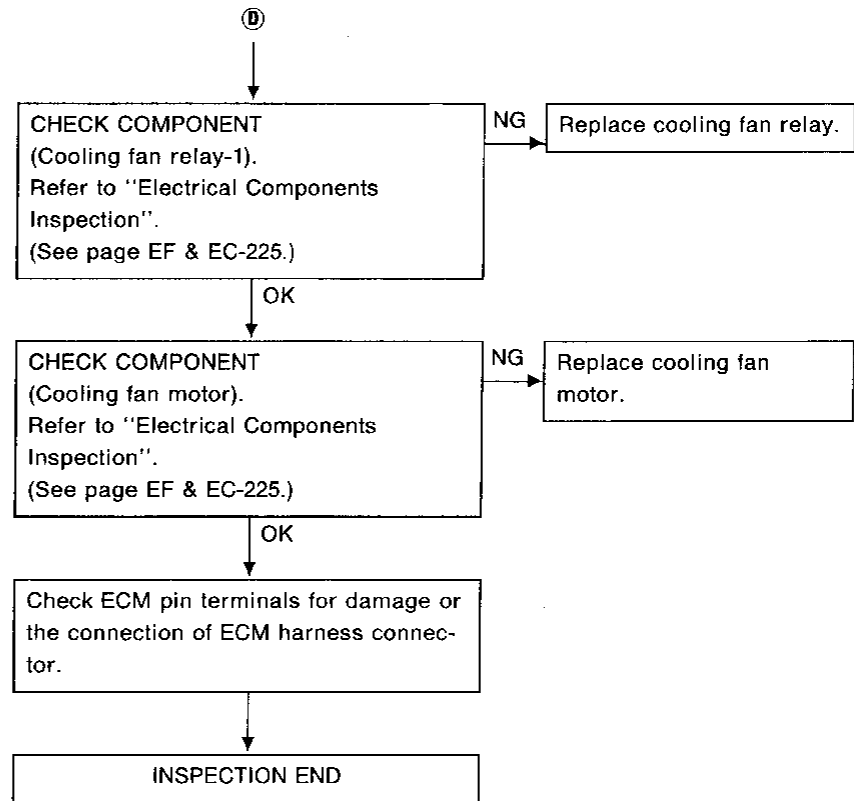 D
CHECK COMPONENT
(Cooling fan relay-1).
Refer to "Electrical Components
Inspection".
(See page EF & EC-225.)
NG
Replace cooling fan relay.
OK
CHECK COMPONENT
(Cooling fan motor).
Refer to "Electrical Components
Inspection".
(See page EF & EC-225.)
NG
Replace cooling fan
motor.
OK
Check ECM pin terminals for damage or
the connection of ECM harness connec-
tor.
INSPECTION END